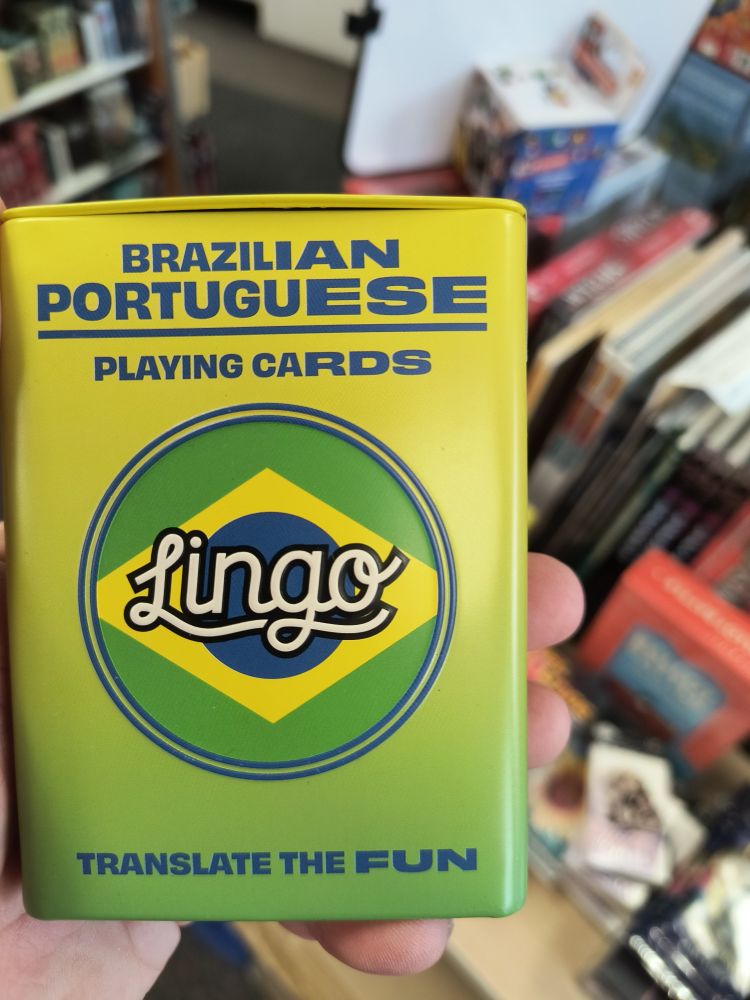 BRAZILIAN
PORTUGUESE
PLAYING CARDS
Lingo
TRANSLATE THE FUN